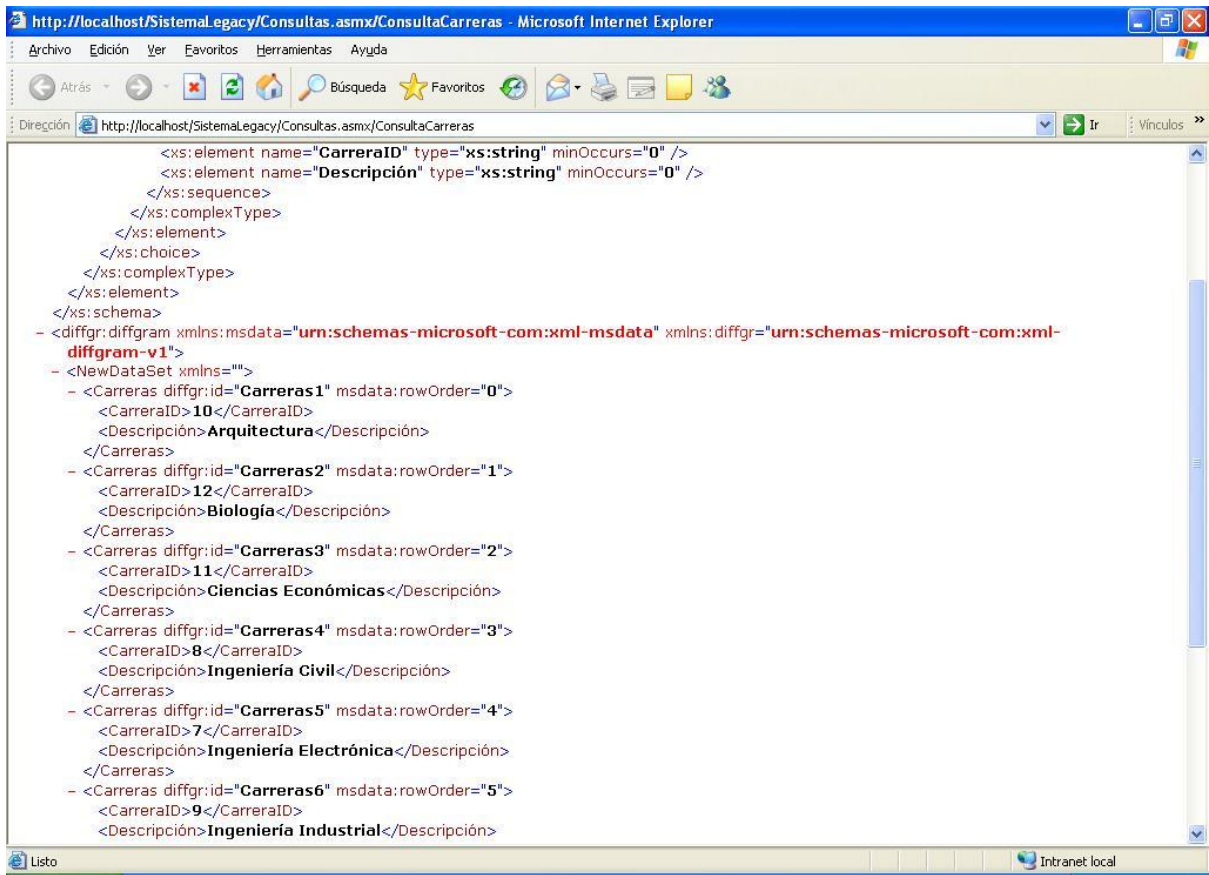 http://localhost/SistemaLegacy/Consultas.asmx/ConsultaCarreras - Microsoft Internet Explorer
Archivo Edición Ver Favoritos Herramientas Ayuda
Atrás Búsqueda Favoritos
Dirección http://localhost/SistemaLegacy/Consultas.asmx/ConsultaCarreras Ir Vínculos »
<xs:element name="CarreraID" type="xs:string" minOccurs="0" />
<xs:element name="Descripción" type="xs:string" minOccurs="0" />
</xs:sequence>
</xs:complexType>
</xs:element>
</xs:choice>
</xs:complexType>
</xs:element>
</xs:schema>
- <diffgr:diffgram xmlns:msdata="urn:schemas-microsoft-com:xml-msdata" xmlns:diffgr="urn:schemas-microsoft-com:xml-
diffgram-v1">
- <NewDataSet xmlns="">
- <Carreras diffgr:id="Carreras1" msdata:rowOrder="0">
<CarreraID>10</CarreraID>
<Descripción>Arquitectura</Descripción>
</Carreras>
- <Carreras diffgr:id="Carreras2" msdata:rowOrder="1">
<CarreraID>12</CarreraID>
<Descripción>Biología</Descripción>
</Carreras>
- <Carreras diffgr:id="Carreras3" msdata:rowOrder="2">
<CarreraID>11</CarreraID>
<Descripción>Ciencias Económicas</Descripción>
</Carreras>
- <Carreras diffgr:id="Carreras4" msdata:rowOrder="3">
<CarreraID>8</CarreraID>
<Descripción>Ingeniería Civil</Descripción>
</Carreras>
- <Carreras diffgr:id="Carreras5" msdata:rowOrder="4">
<CarreraID>7</CarreraID>
<Descripción>Ingeniería Electrónica</Descripción>
</Carreras>
- <Carreras diffgr:id="Carreras6" msdata:rowOrder="5">
<CarreraID>9</CarreraID>
<Descripción>Ingeniería Industrial</Descripción>
Listo Intranet local